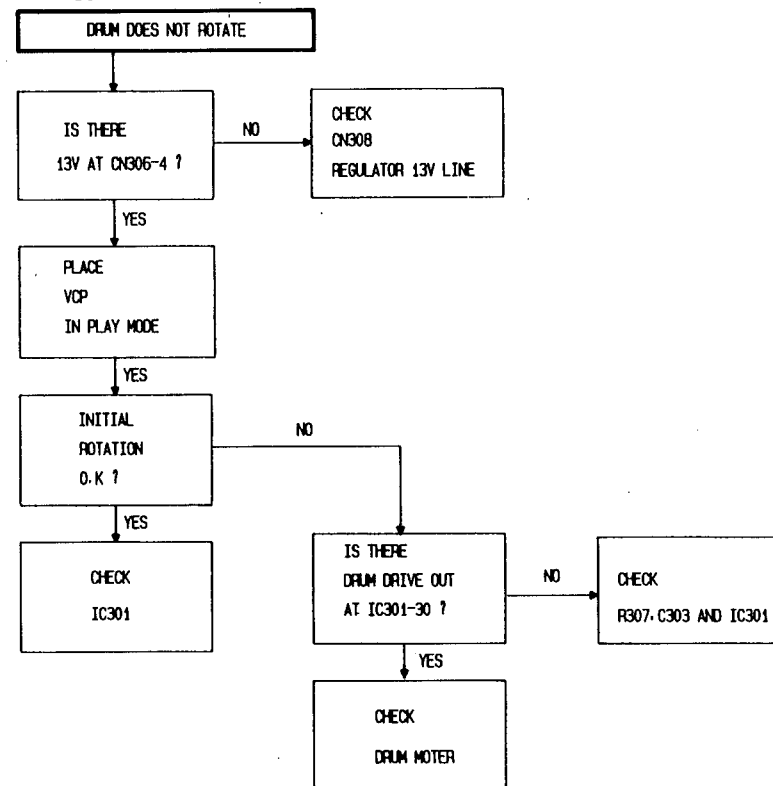 DRUM DOES NOT ROTATE
IS THERE
13V AT CN306-4 ?
NO
CHECK
CN308
REGULATOR 13V LINE
YES
PLACE
VCP
IN PLAY MODE
YES
INITIAL
ROTATION
O.K ?
NO
YES
CHECK
IC301
IS THERE
DRUM DRIVE OUT
AT IC301-30 ?
NO
CHECK
R307.C303 AND IC301
YES
CHECK
DRUM MOTER